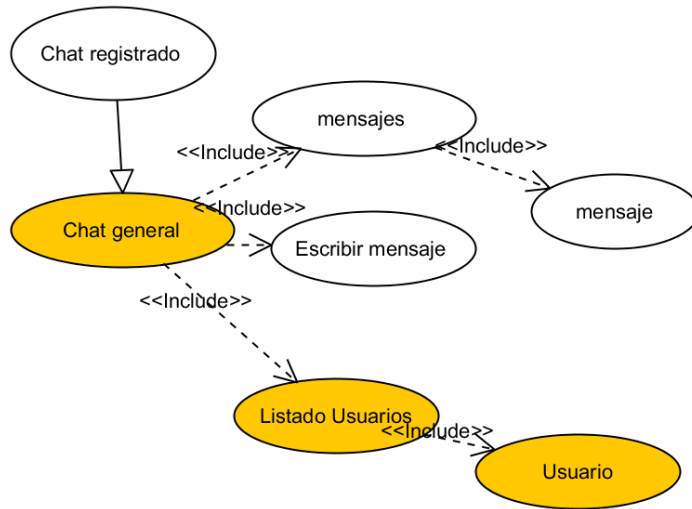 Chat registrado
mensajes
<<Include>>
<<Include>>
mensaje
<<Include>>
Chat general
Escribir mensaje
<<Include>>
Listado Usuarios
<<Include>>
Usuario